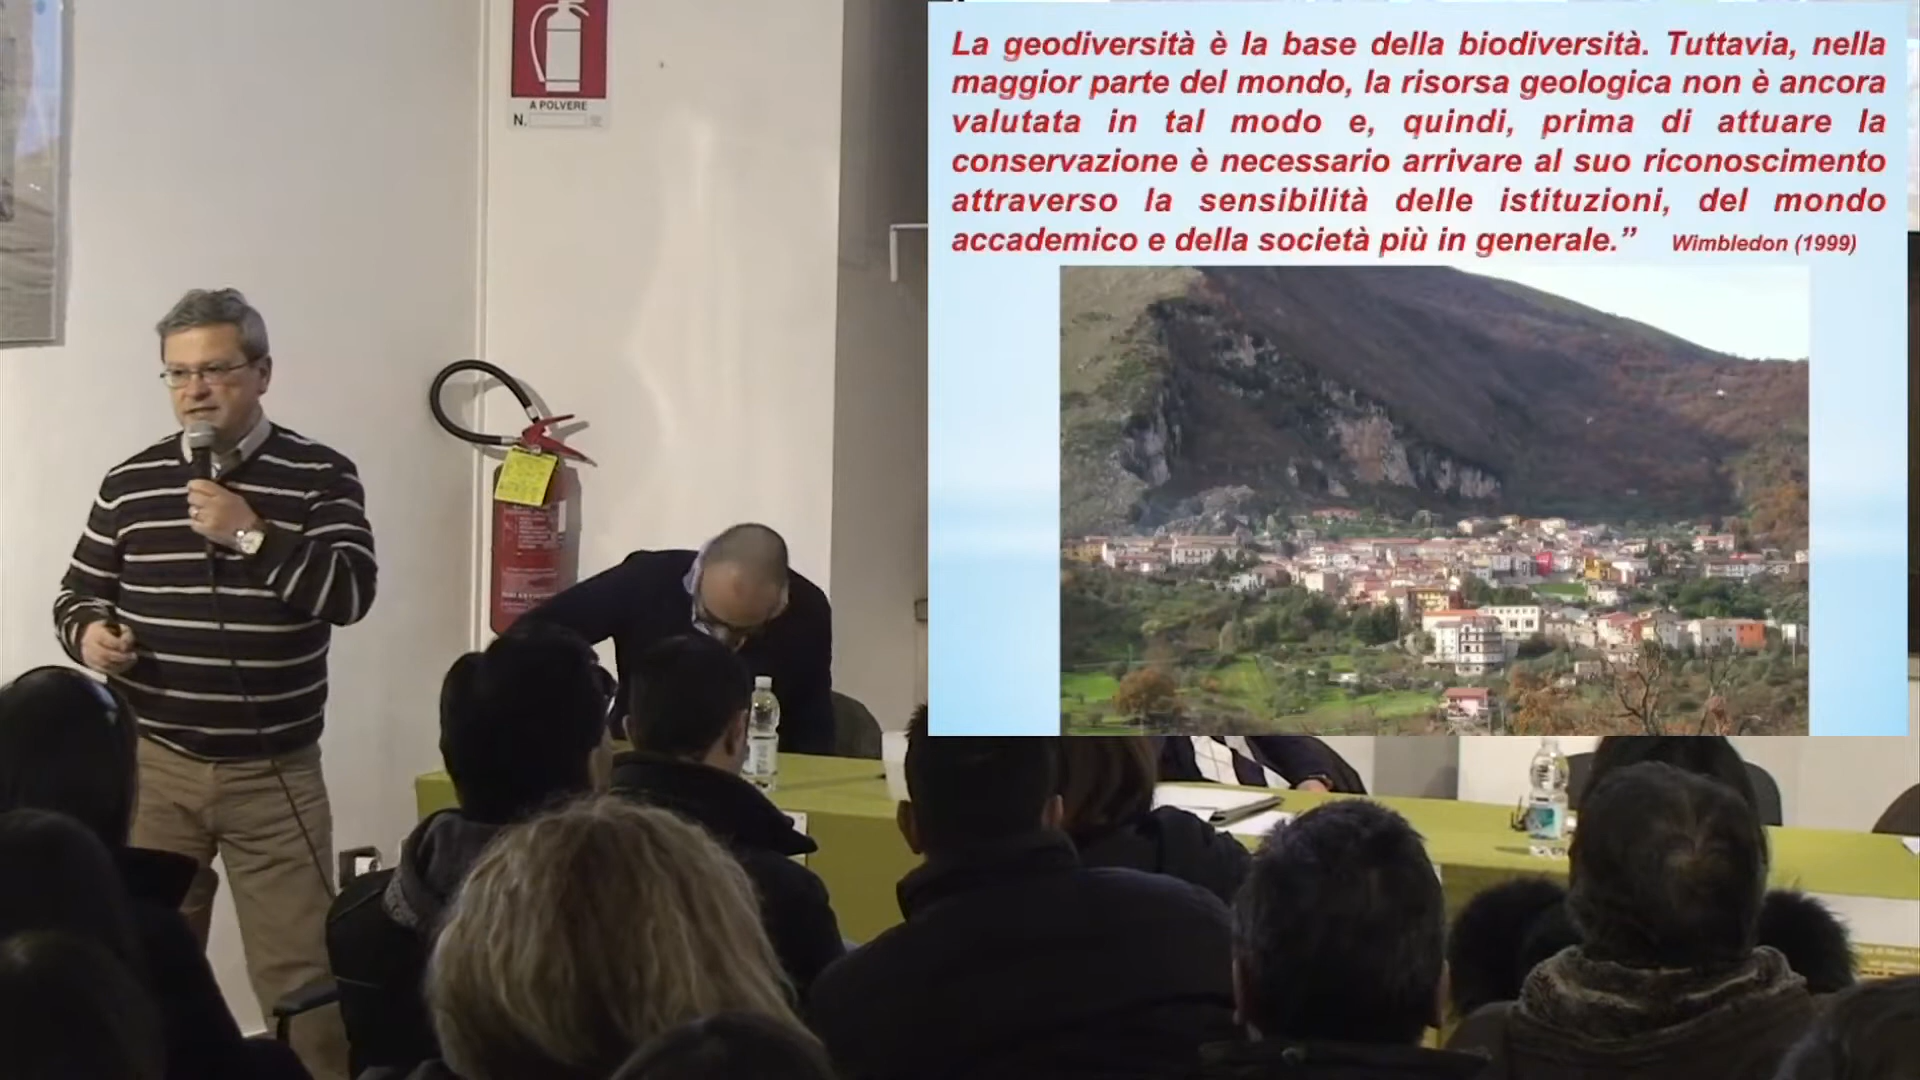 La geodiversità è la base della biodiversità. Tuttavia, nella
maggior parte del mondo, la risorsa geologica non è ancora
valutata in tal modo e, quindi, prima di attuare la
conservazione è necessario arrivare al suo riconoscimento
attraverso la sensibilità delle istituzioni, del mondo
accademico e della società più in generale.” Wimbledon (1999)
A POLVERE
N.